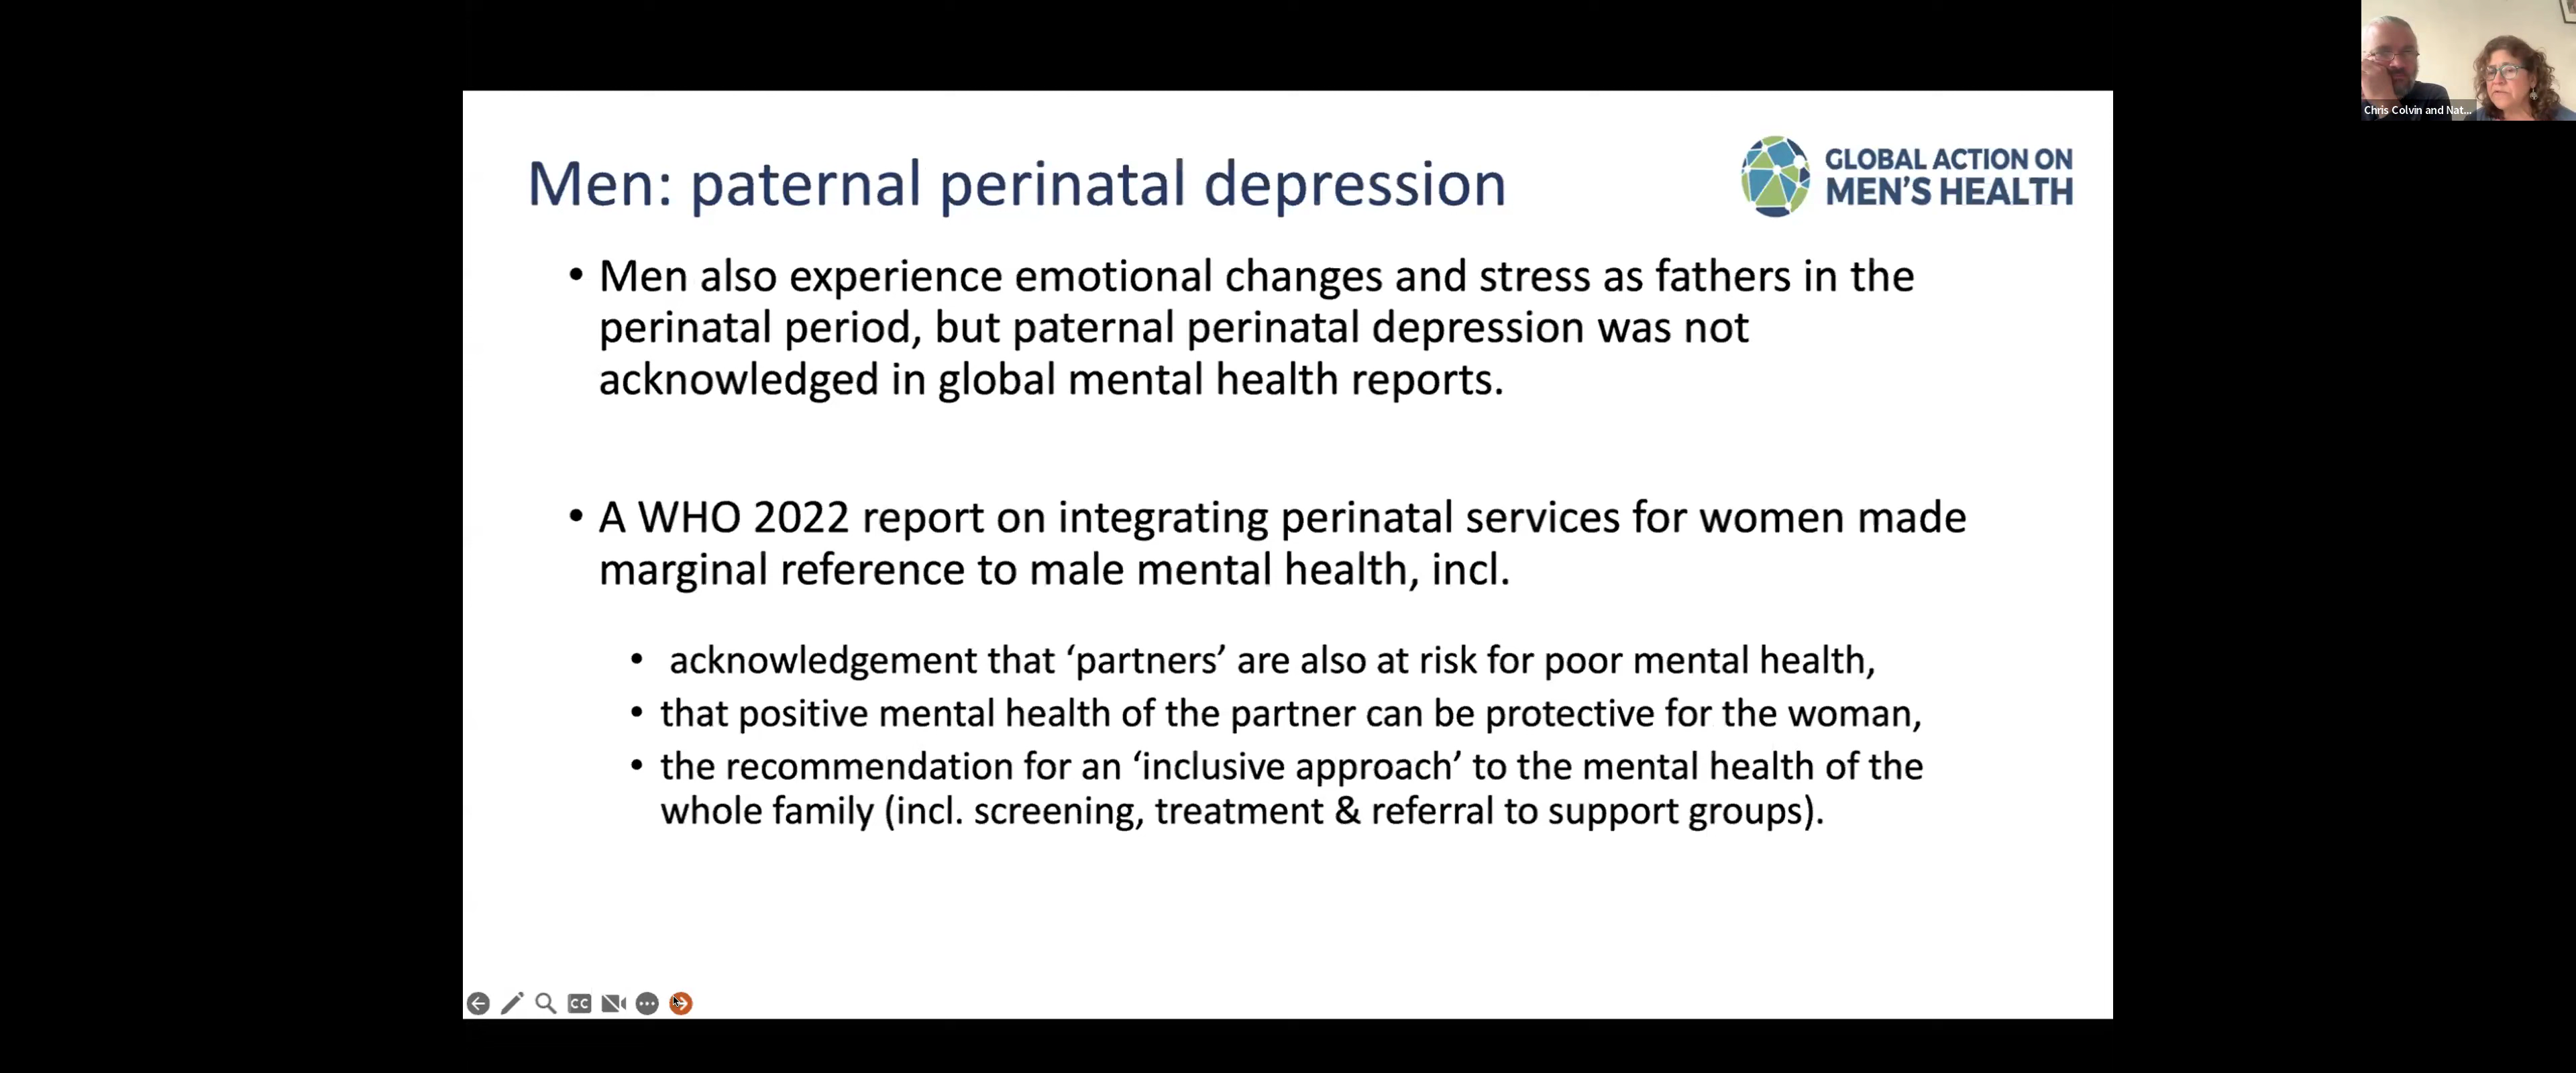 Chris Colvin and Nat...
Men: paternal perinatal depression
GLOBAL ACTION ON
MEN'S HEALTH
• Men also experience emotional changes and stress as fathers in the
perinatal period, but paternal perinatal depression was not
acknowledged in global mental health reports.
• A WHO 2022 report on integrating perinatal services for women made
marginal reference to male mental health, incl.
• acknowledgement that ‘partners’ are also at risk for poor mental health,
• that positive mental health of the partner can be protective for the woman,
• the recommendation for an ‘inclusive approach’ to the mental health of the
whole family (incl. screening, treatment & referral to support groups).
CC